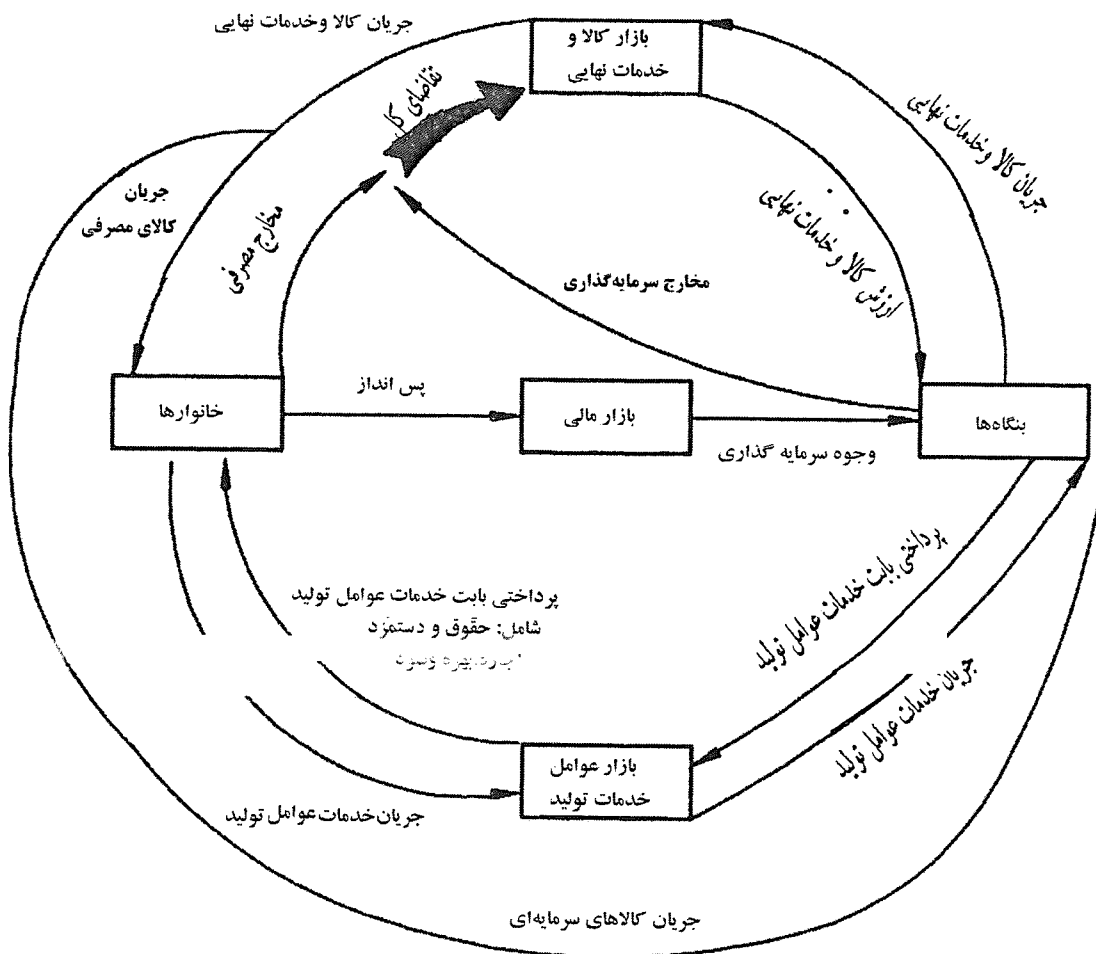 جریان کالا وخدمات نهایی
بازار کالا و
خدمات نهایی
تقاضای کل
جریان کالا و خدمات نهایی
جریان
کالای مصرفی
مخارج مصرفی
ارزش کالا و خدمات نهایی
مخارج سرمایه‌گذاری
خانوارها
پس انداز
بازار مالی
وجوه سرمایه گذاری
بنگاه‌ها
پرداختی بابت خدمات عوامل تولید
شامل: حقوق و دستمزد
پرداختی بابت خدمات عوامل تولید
جریان خدمات عوامل تولید
بازار عوامل
خدمات تولید
جریان‌خدمات‌عوامل تولید
جریان کالاهای سرمایه‌ای